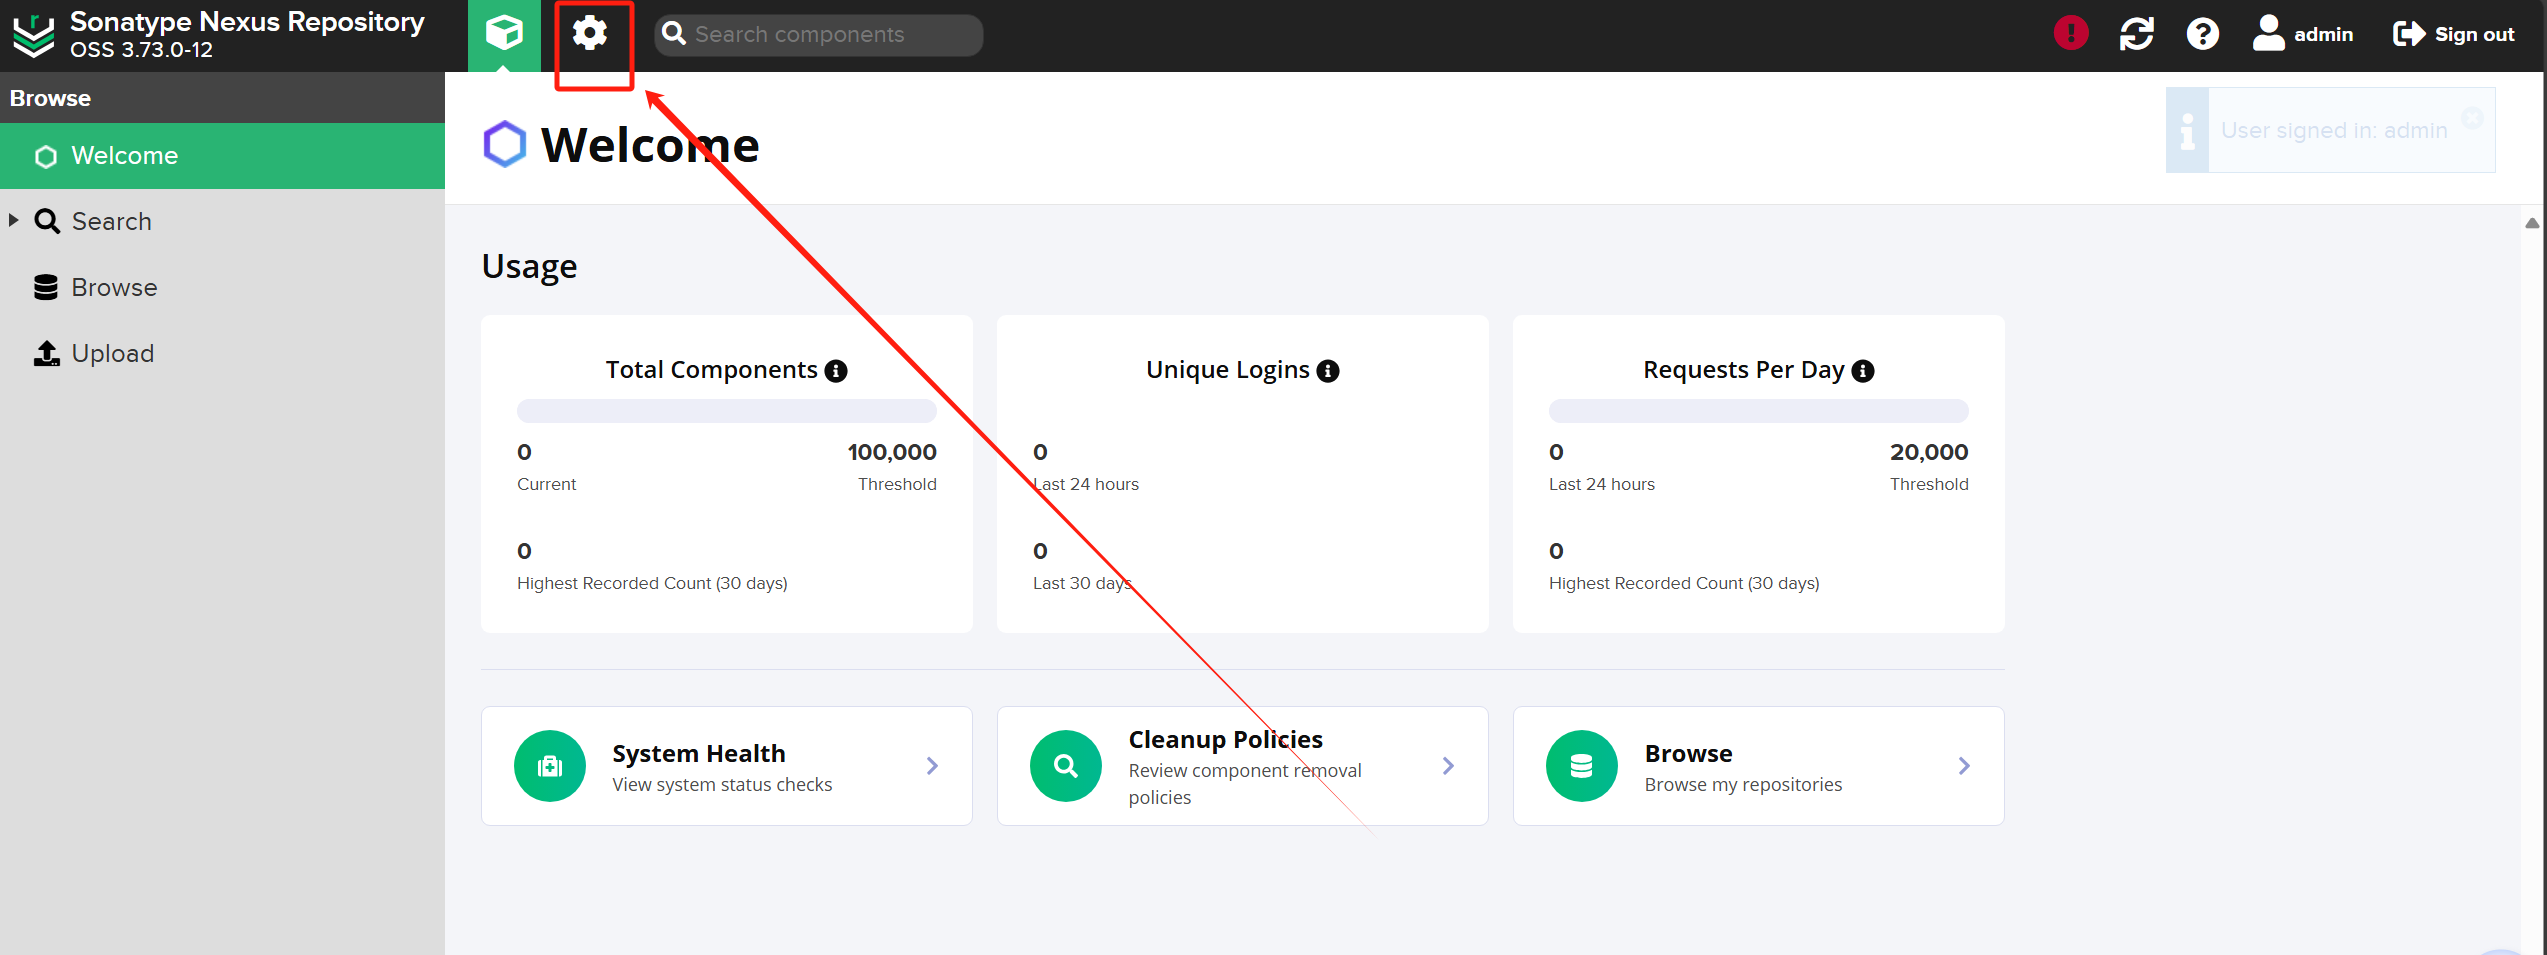 Sonatype Nexus Repository
OSS 3.73.0-12
Search components
admin
Sign out
Browse
Welcome
Search
Browse
Upload
Welcome
User signed in: admin
Usage
Total Components
0 100,000
Current Threshold
0
Highest Recorded Count (30 days)
Unique Logins
0
Last 24 hours
0
Last 30 days
Requests Per Day
0 20,000
Last 24 hours Threshold
0
Highest Recorded Count (30 days)
System Health
View system status checks
Cleanup Policies
Review component removal
policies
Browse
Browse my repositories